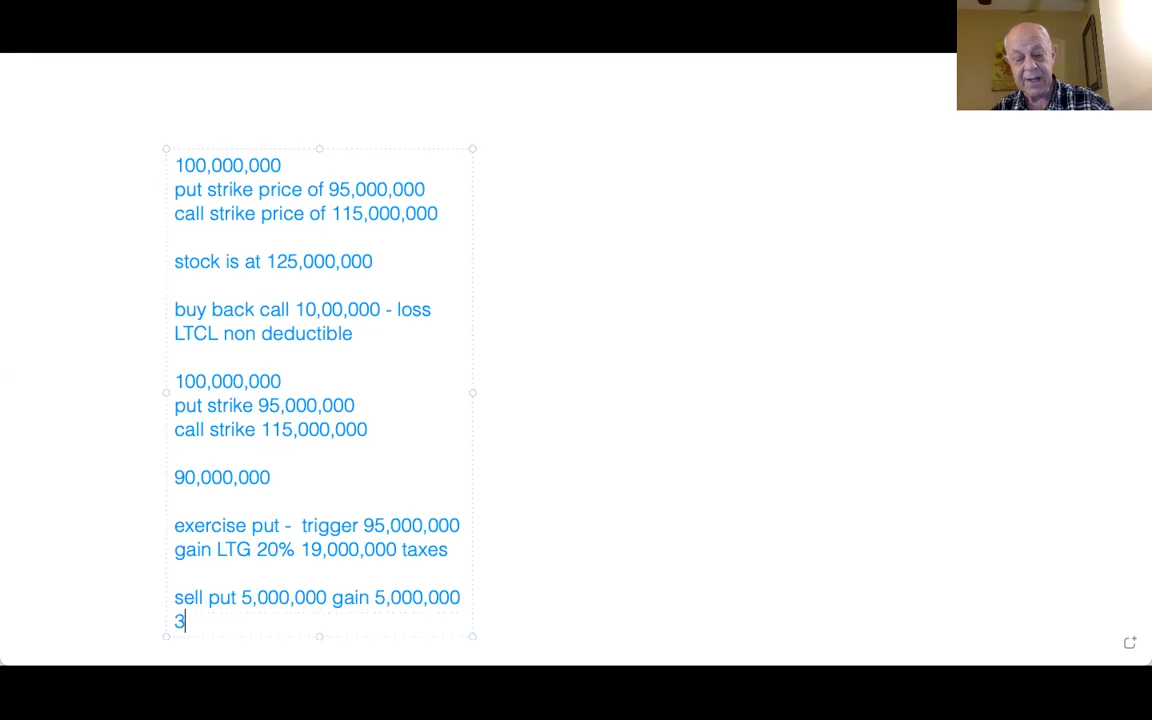 100,000,000
put strike price of 95,000,000
call strike price of 115,000,000
stock is at 125,000,000
buy back call 10,00,000 - loss
LTCL non deductible
100,000,000
put strike 95,000,000
call strike 115,000,000
90,000,000
exercise put -  trigger 95,000,000
gain LTG 20% 19,000,000 taxes
sell put 5,000,000 gain 5,000,000
3